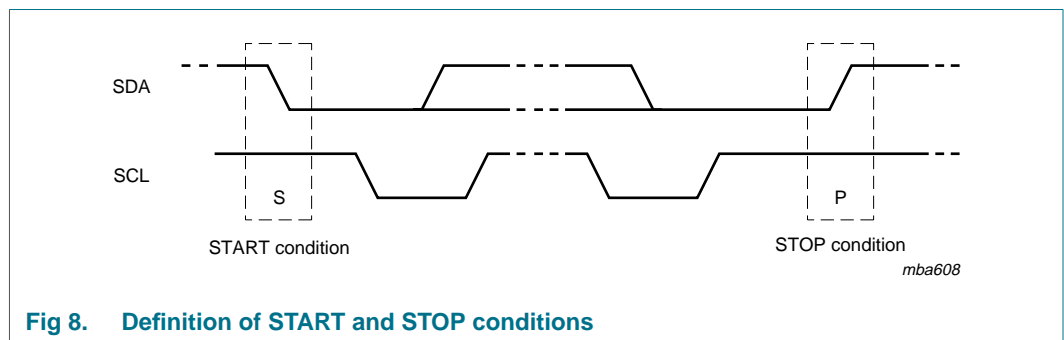 SDA
SCL
S
P
START condition
STOP condition
mba608
Fig 8. Definition of START and STOP conditions